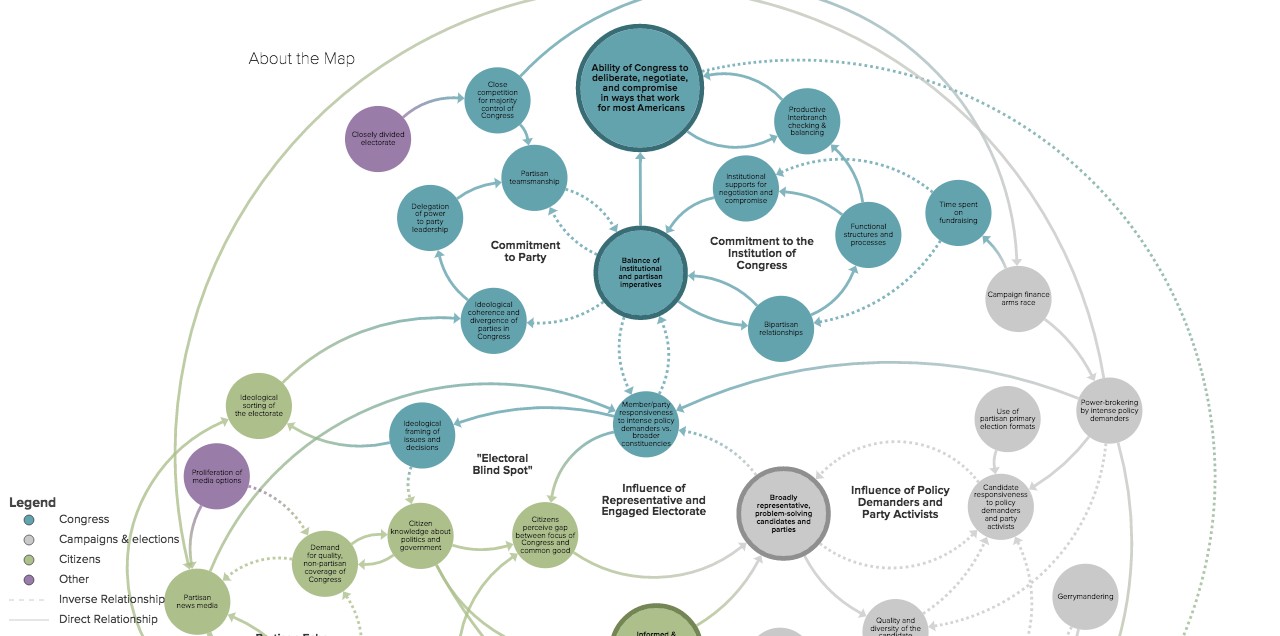 About the Map
Ability of Congress to
deliberate, negotiate,
and compromise
in ways that work
for most Americans
Close
competition
for majority
control of
Congress
Productive
interbranch
checking &
balancing
Closely divided
electorate
Partisan
teamsmanship
Institutional
supports for
negotiation and
compromise
Delegation
of power
to party
leadership
Time spent
on
fundraising
Functional
structures and
processes
Commitment
to Party
Commitment to the
Institution of
Congress
Balance of
institutional
and partisan
imperatives
Campaign finance
arms race
Ideological
coherence and
divergence of
parties in
Congress
Bipartisan
relationships
Ideological
sorting of
the electorate
Member/party
responsiveness
to intense policy
demanders vs.
broader
constituencies
Power-brokering
by intense policy
demanders
Use of
partisan primary
election formats
Ideological
framing of
issues and
decisions
"Electoral
Blind Spot"
Proliferation of
media options
Influence of
Representative and
Engaged Electorate
Broadly
representative,
problem-solving
candidates and
parties
Influence of Policy
Demanders and
Party Activists
Candidate
responsiveness
to policy
demanders
and party
activists
Legend
Congress
Campaigns & elections
Citizens
Other
Inverse Relationship
Direct Relationship
Citizen
knowledge about
politics and
government
Citizens
perceive gap
between focus of
Congress and
common good
Demand
for quality,
non-partisan
coverage of
Congress
Partisan
news media
Gerrymandering
Quality and
diversity of the
candidate
Informed &